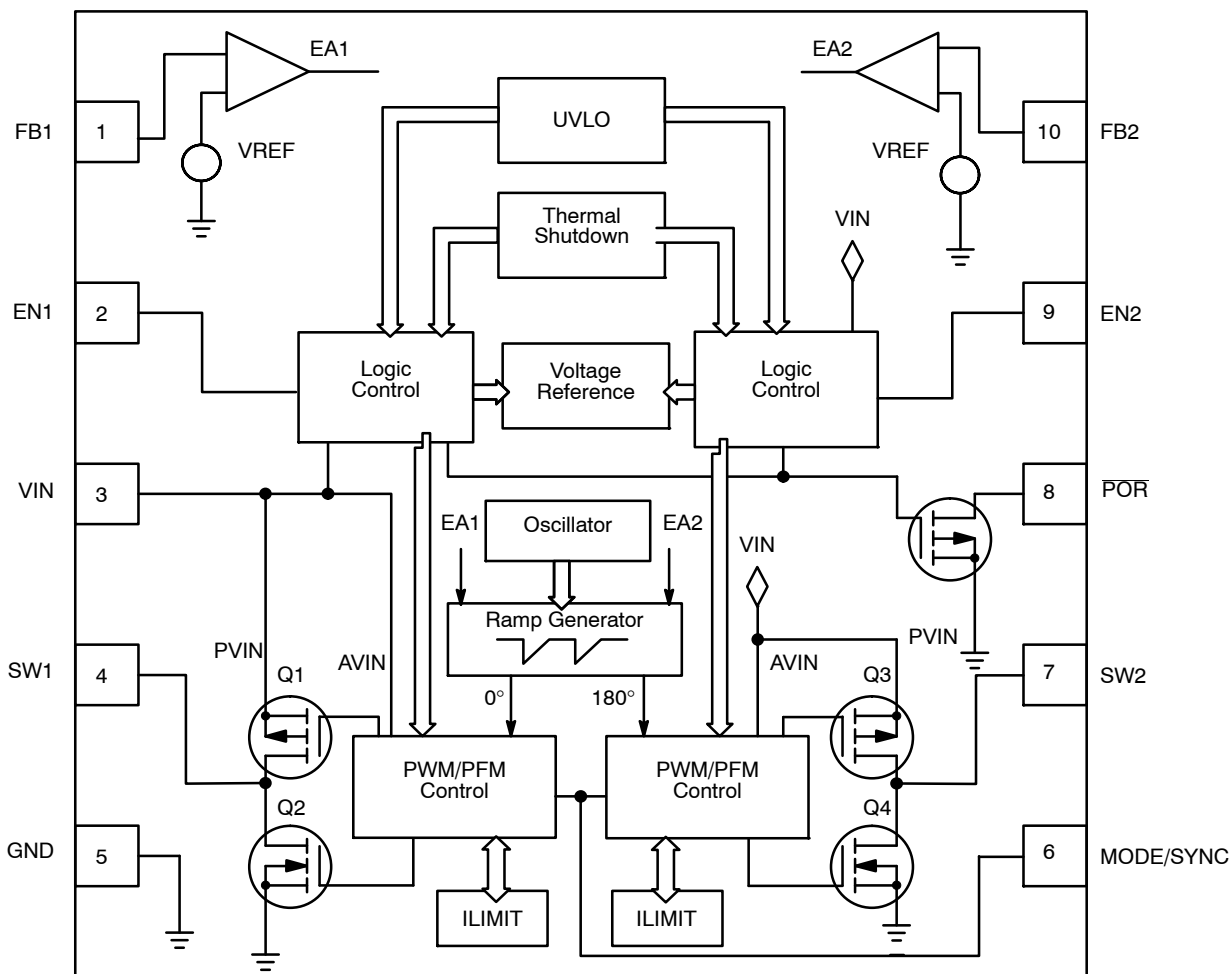 EA1
EA2
UVLO
FB1
1
10
FB2
VREF
VREF
Thermal
Shutdown
VIN
EN1
2
9
EN2
Logic
Control
Voltage
Reference
Logic
Control
VIN
3
8
POR
EA1
Oscillator
EA2
VIN
Ramp Generator
PVIN
AVIN
AVIN
PVIN
SW1
4
Q1
0°
180°
Q3
7
SW2
PWM/PFM
Control
PWM/PFM
Control
Q2
Q4
GND
5
6
MODE/SYNC
ILIMIT
ILIMIT